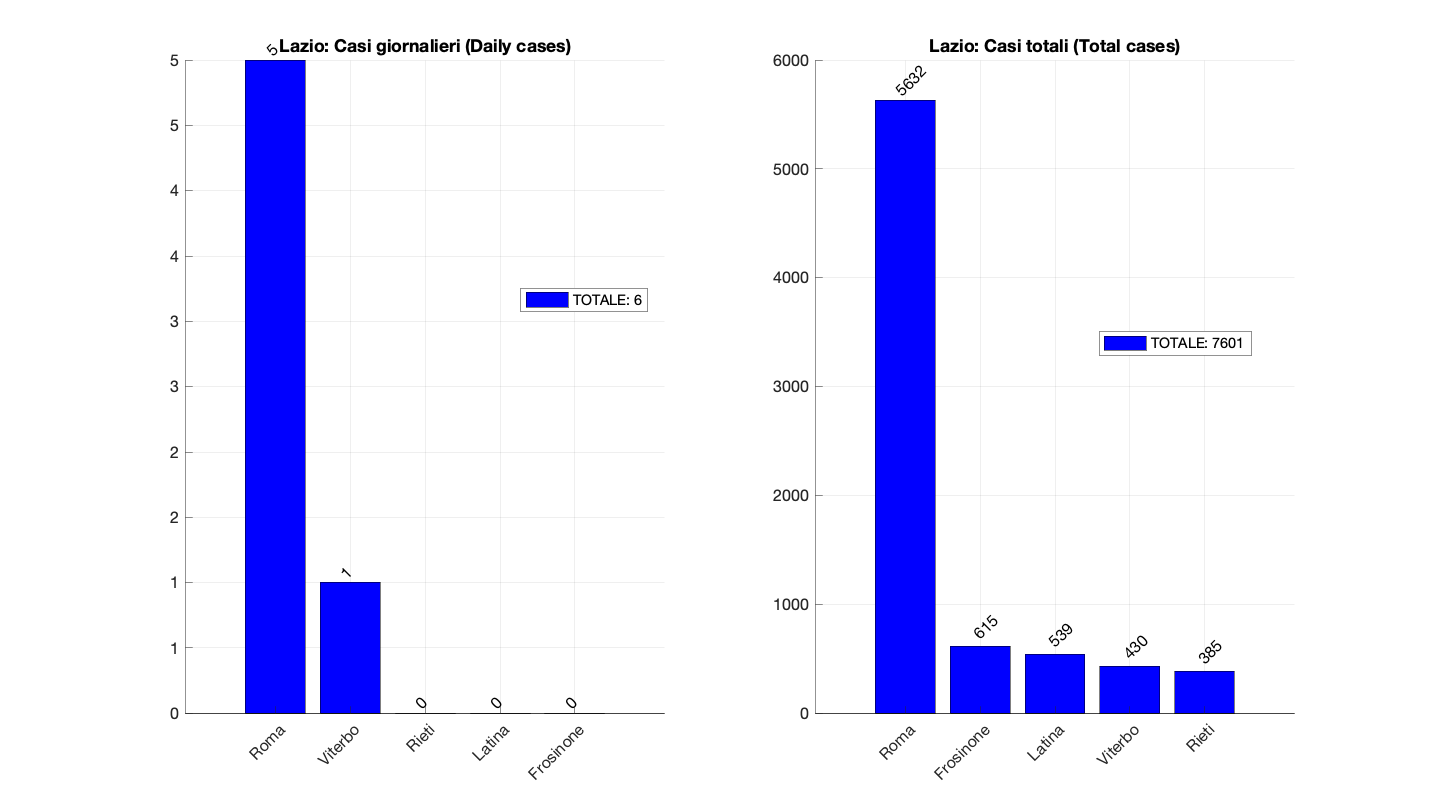 Lazio: Casi giornalieri (Daily cases)
5
5
5
4
4
3
3
2
2
1
1
0
5
1
0
0
0
TOTALE: 6
Roma
Viterbo
Rieti
Latina
Frosinone
Lazio: Casi totali (Total cases)
6000
5000
4000
3000
2000
1000
0
5632
615
539
430
385
TOTALE: 7601
Roma
Frosinone
Latina
Viterbo
Rieti